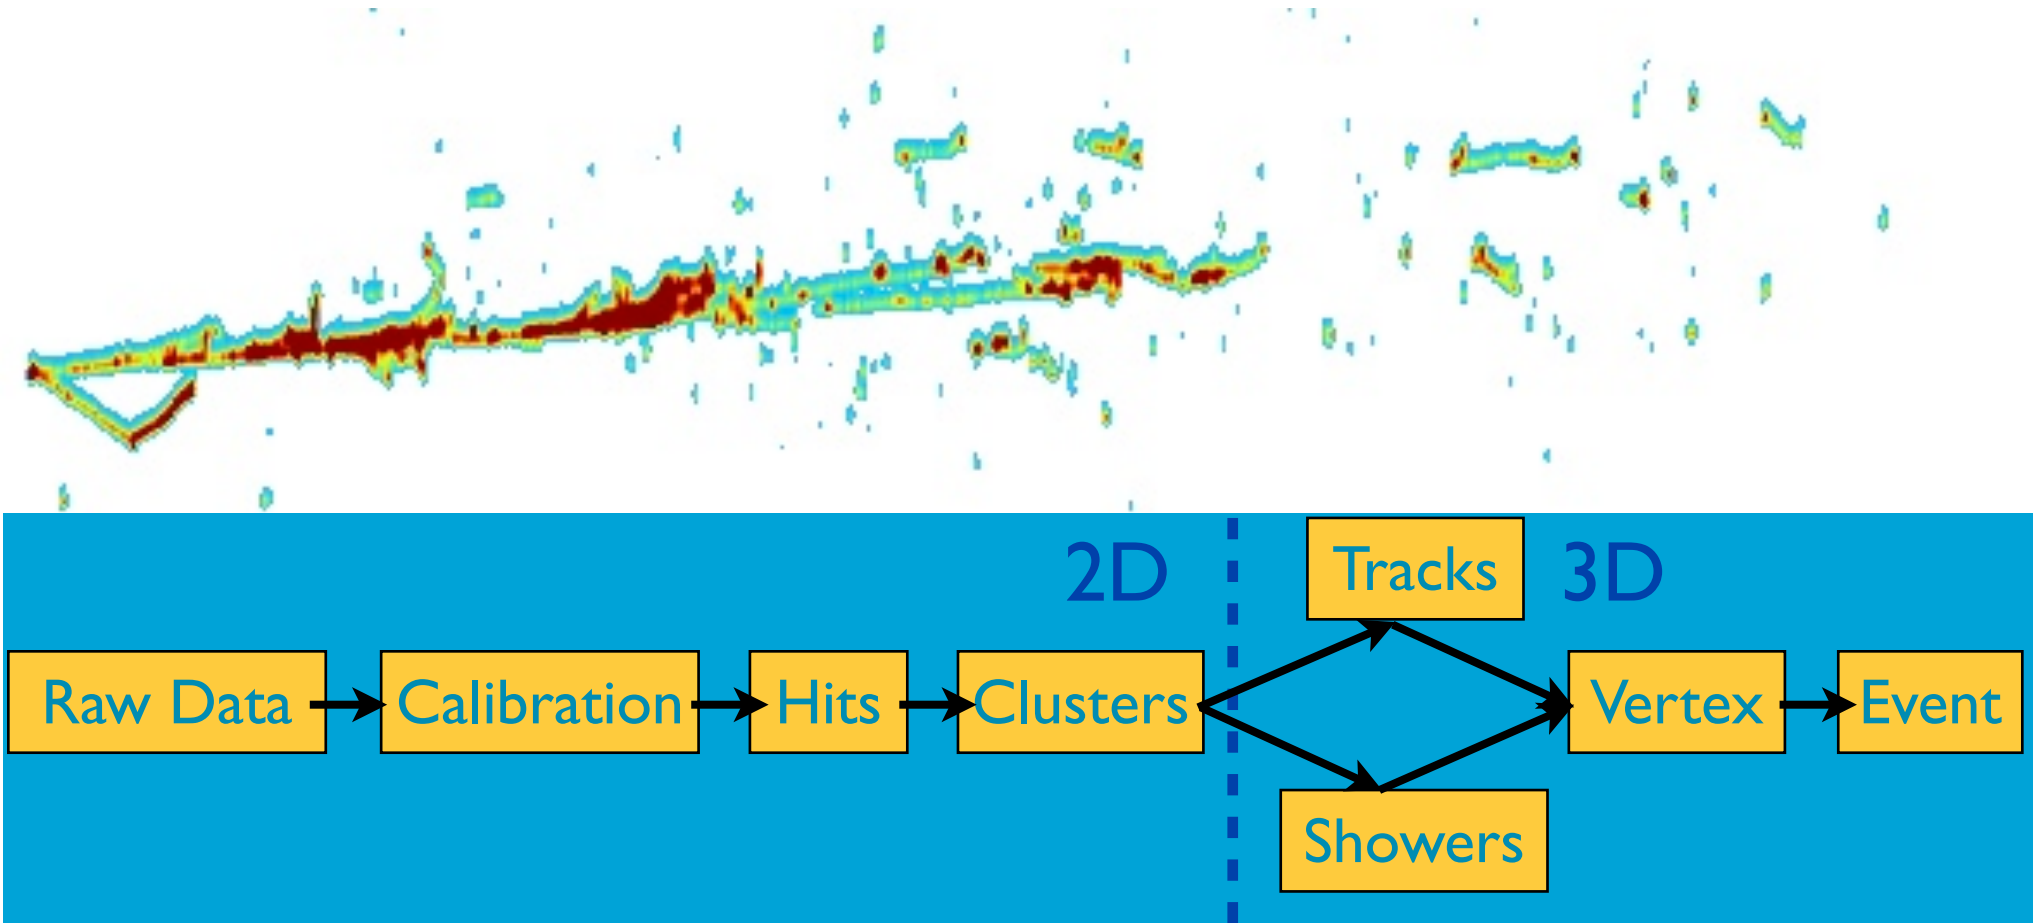 2D
Tracks
3D
Raw Data
Calibration
Hits
Clusters
Vertex
Event
Showers